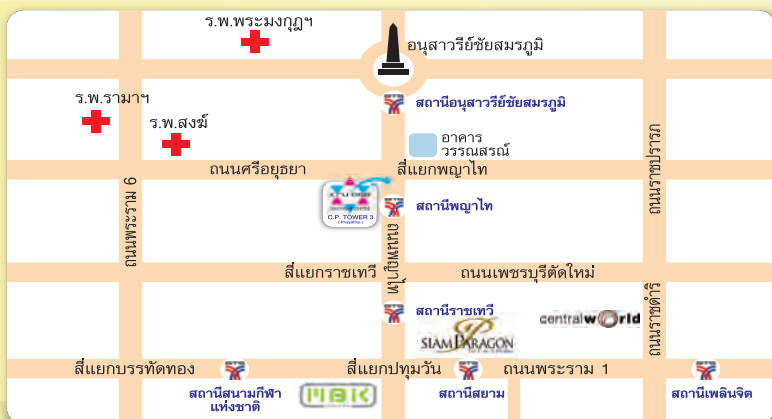 ร.พ.พระมงกุฎฯ
อนุสาวรีย์ชัยสมรภูมิ
ร.พ.รามาฯ
สถานีอนุสาวรีย์ชัยสมรภูมิ
ร.พ.สงฆ์
อาคาร
วรรณสรณ์
ถนนศรีอยุธยา
สี่แยกพญาไท
ถนนราชปรารภ
ถนนพระราม 6
C.P. TOWER 3
สถานีพญาไท
ถนนพญาไท
สี่แยกราชเทวี
ถนนเพชรบุรีตัดใหม่
ถนนราชดำริ
สถานีราชเทวี
SIAM PARAGON
centralworld
สี่แยกบรรทัดทอง
สี่แยกปทุมวัน
ถนนพระราม 1
สถานีสนามกีฬา
แห่งชาติ
MBK
สถานีสยาม
สถานีเพลินจิต